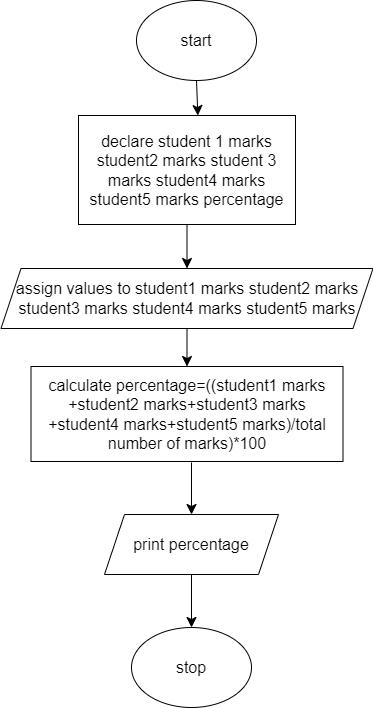 start
declare student 1 marks
student2 marks student 3
marks student4 marks
student5 marks percentage
assign values to student1 marks student2 marks
student3 marks student4 marks student5 marks
calculate percentage=((student1 marks
+student2 marks+student3 marks
+student4 marks+student5 marks)/total
number of marks)*100
print percentage
stop